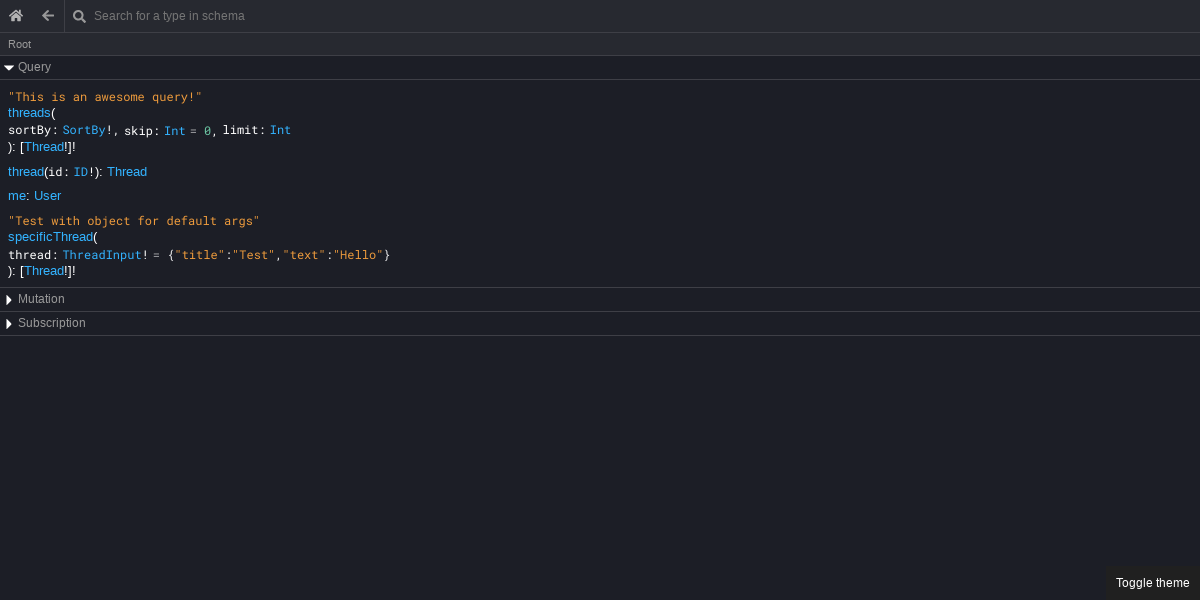 Search for a type in schema
Root
Query
"This is an awesome query!"
threads(
sortBy: SortBy!, skip: Int = 0, limit: Int
): [Thread!]!
thread(id: ID!): Thread
me: User
"Test with object for default args"
specificThread(
thread: ThreadInput! = {"title":"Test","text":"Hello"}
): [Thread!]!
Mutation
Subscription
Toggle theme